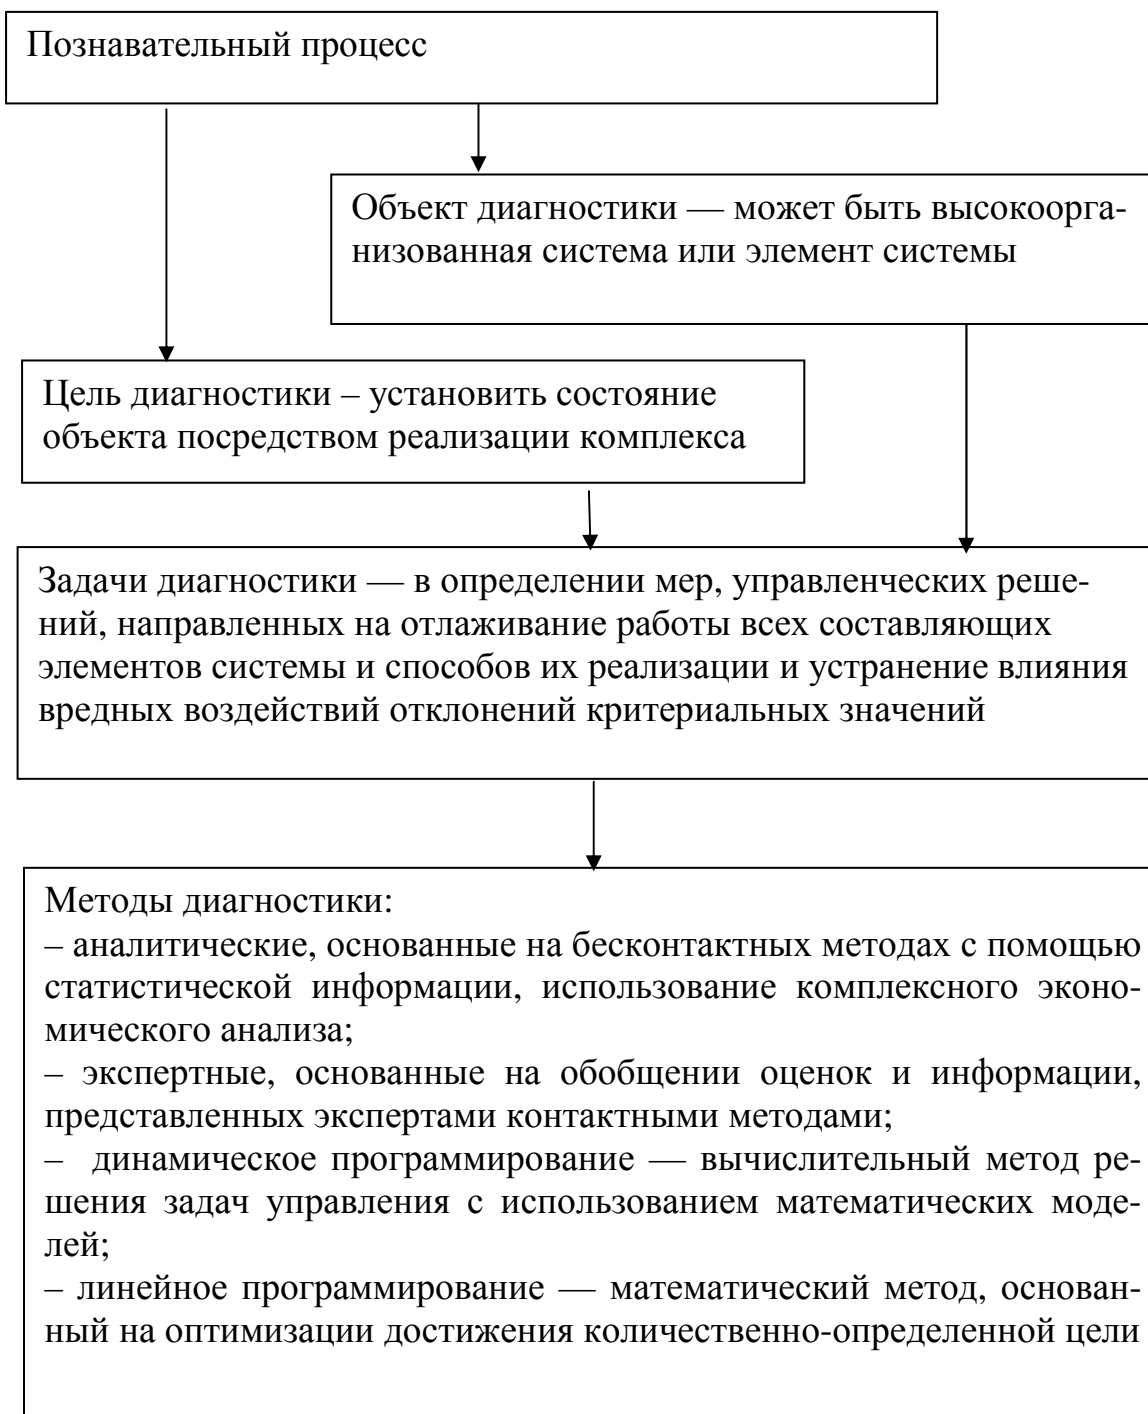 Познавательный процесс
Объект диагностики — может быть высокоорга-
низованная система или элемент системы
Цель диагностики – установить состояние
объекта посредством реализации комплекса
Задачи диагностики — в определении мер, управленческих реше-
ний, направленных на отлаживание работы всех составляющих
элементов системы и способов их реализации и устранение влияния
вредных воздействий отклонений критериальных значений
Методы диагностики:
– аналитические, основанные на бесконтактных методах с помощью
статистической информации, использование комплексного эконо-
мического анализа;
– экспертные, основанные на обобщении оценок и информации,
представленных экспертами контактными методами;
– динамическое программирование — вычислительный метод ре-
шения задач управления с использованием математических моде-
лей;
– линейное программирование — математический метод, основан-
ный на оптимизации достижения количественно-определенной цели